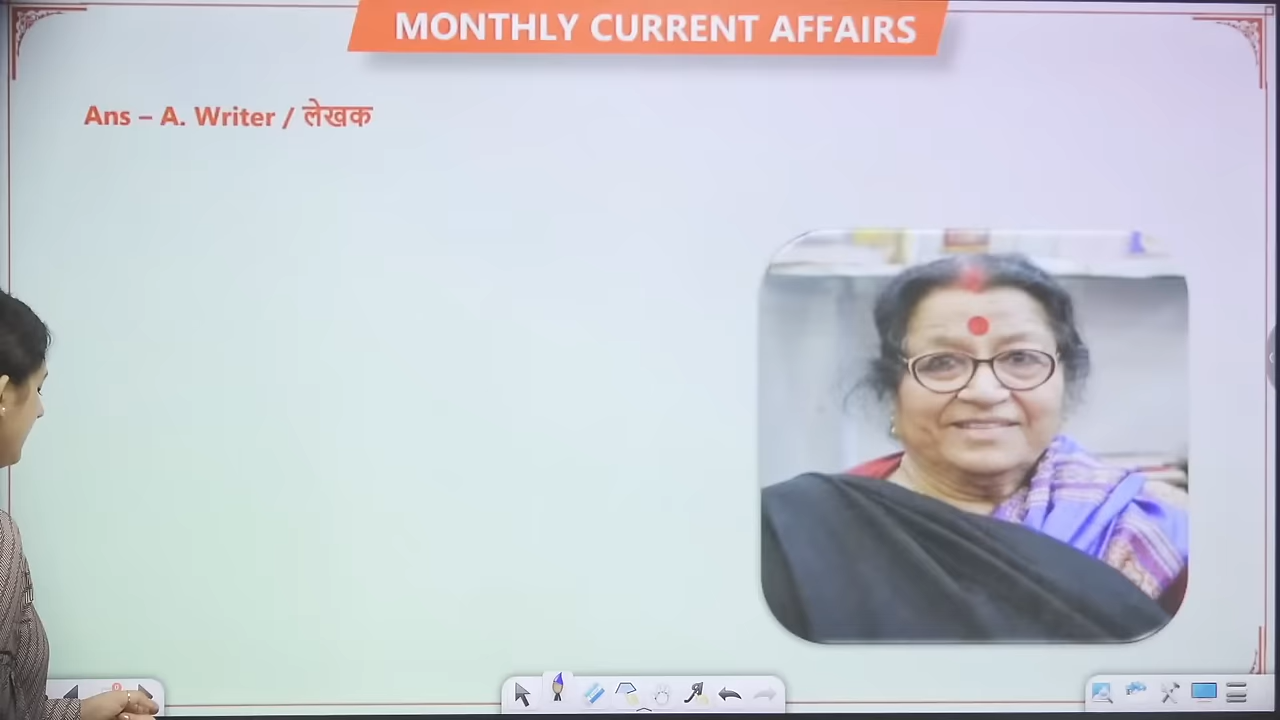 MONTHLY CURRENT AFFAIRS
Ans – A. Writer / लेखक